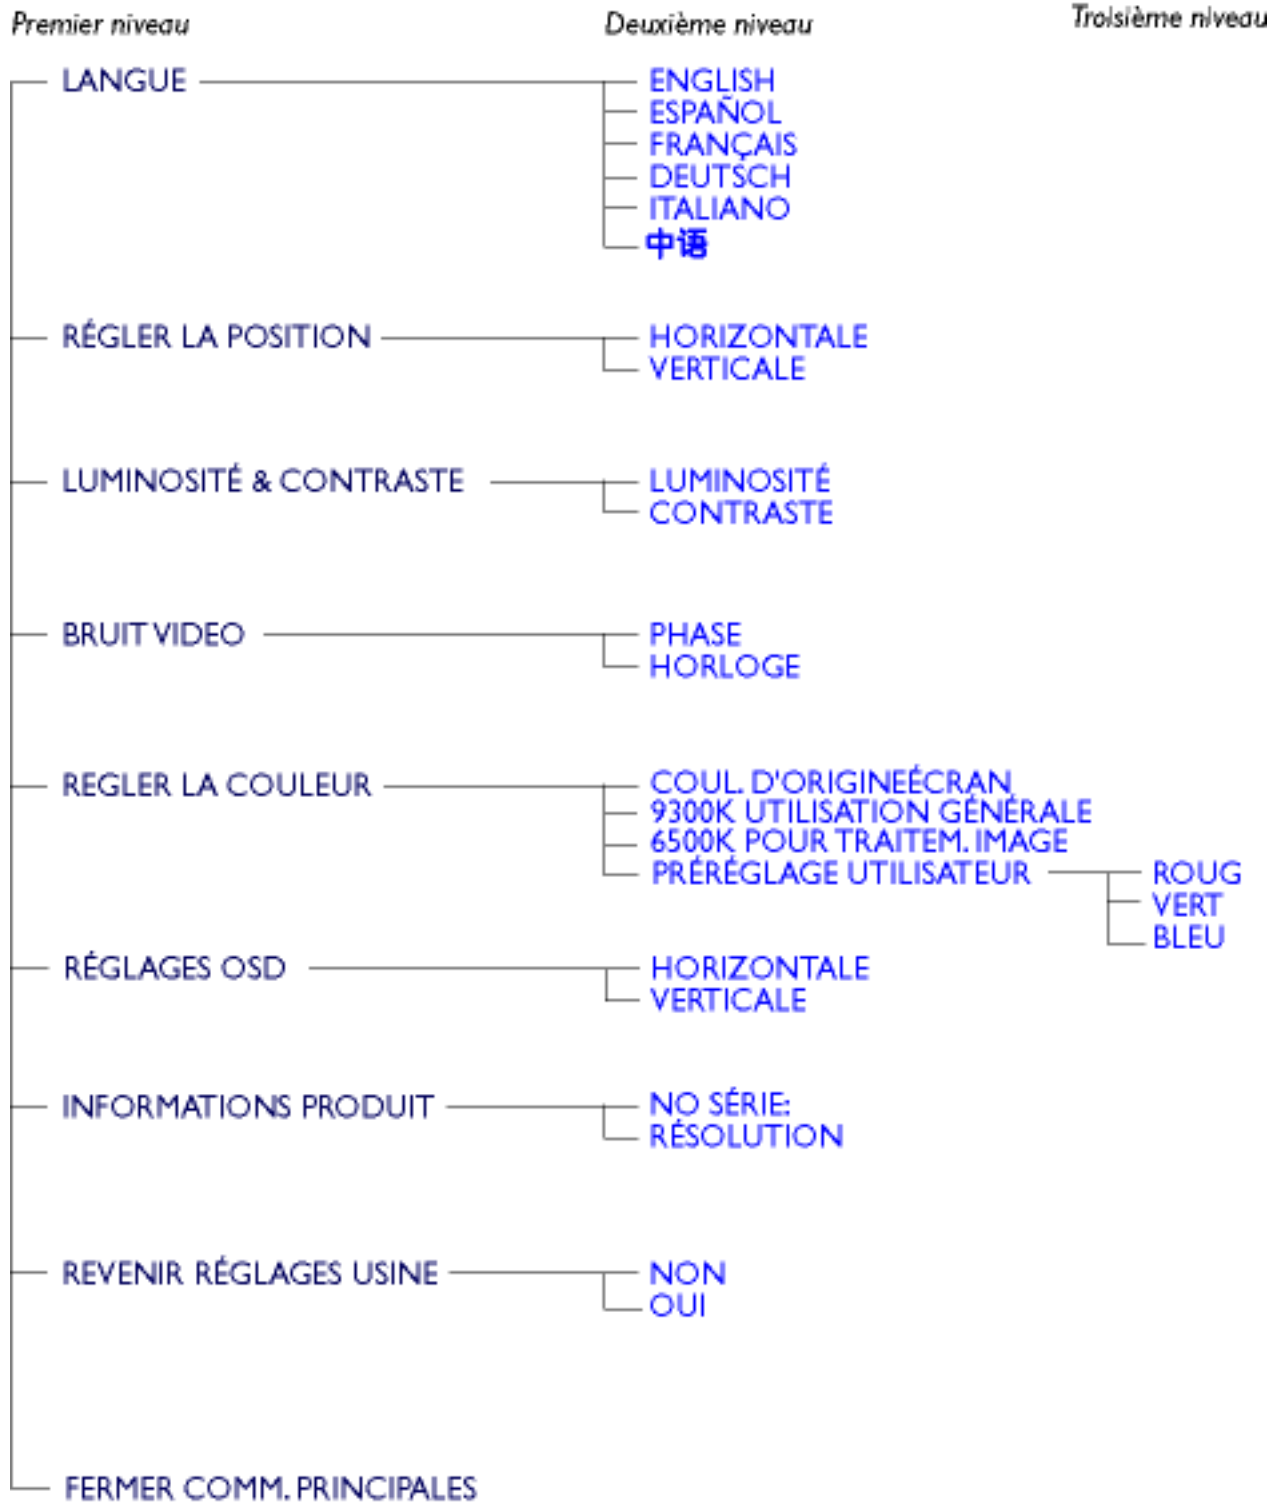 Premier niveau Deuxième niveau Troisième niveau
LANGUE ENGLISH
ESPAÑOL
FRANÇAIS
DEUTSCH
ITALIANO
中语
RÉGLER LA POSITION HORIZONTALE
VERTICALE
LUMINOSITÉ & CONTRASTE LUMINOSITÉ
CONTRASTE
BRUIT VIDEO PHASE
HORLOGE
REGLER LA COULEUR COUL. D'ORIGINEÉCRAN
9300K UTILISATION GÉNÉRALE
6500K POUR TRAITEM. IMAGE
PRÉRÉGLAGE UTILISATEUR ROUG
VERT
BLEU
RÉGLAGES OSD HORIZONTALE
VERTICALE
INFORMATIONS PRODUIT NO SÉRIE:
RÉSOLUTION
REVENIR RÉGLAGES USINE NON
OUI
FERMER COMM. PRINCIPALES